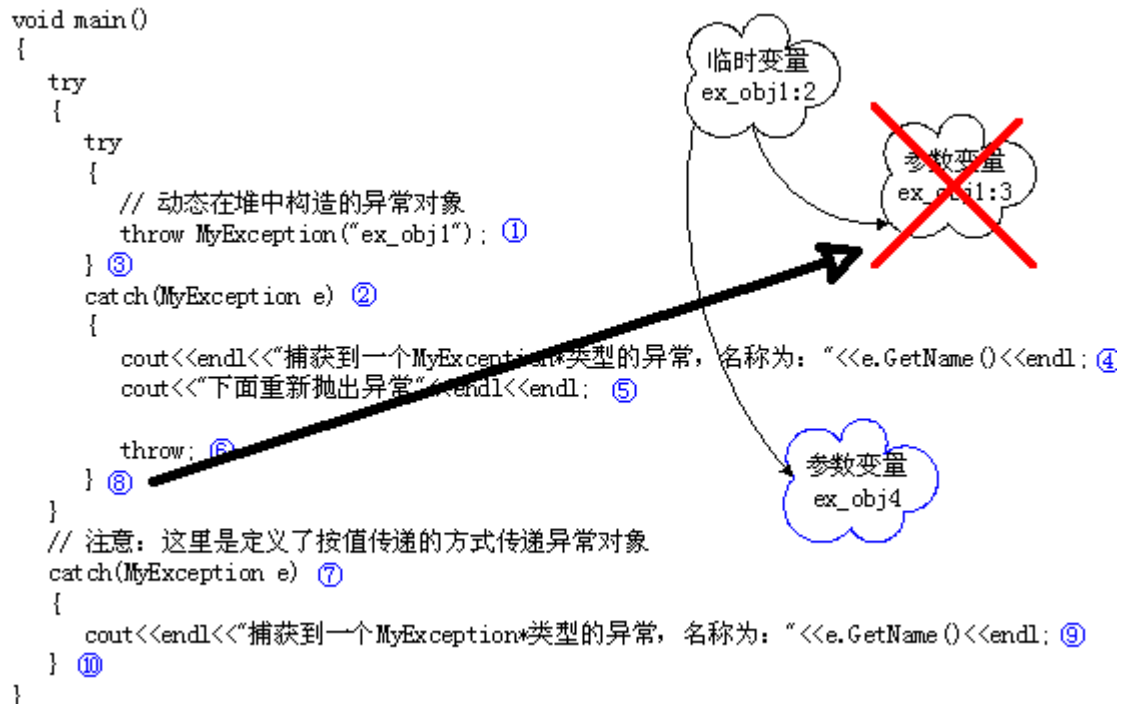 void main()
{
try
{
try
{
// 动态在堆中构造的异常对象
throw MyException("ex_obj1"); ①
} ③
catch(MyException e) ②
{
cout<<endl<<"捕获到一个MyException*类型的异常，名称为："<<e.GetName()<<endl; ④
cout<<"下面重新抛出异常"<<endl<<endl; ⑤
throw; ⑥
} ⑧
}
// 注意：这里是定义了按值传递的方式传递异常对象
catch(MyException e) ⑦
{
cout<<endl<<"捕获到一个MyException*类型的异常，名称为："<<e.GetName()<<endl; ⑨
} ⑩
}
临时变量
ex_obj1:2
参数变量
ex_obj1:3
参数变量
ex_obj4